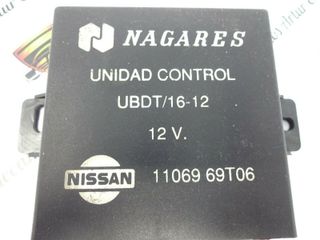 NAGARES
UNIDAD CONTROL
UBDT/16-12
12 V.
NISSAN
11069 69T06